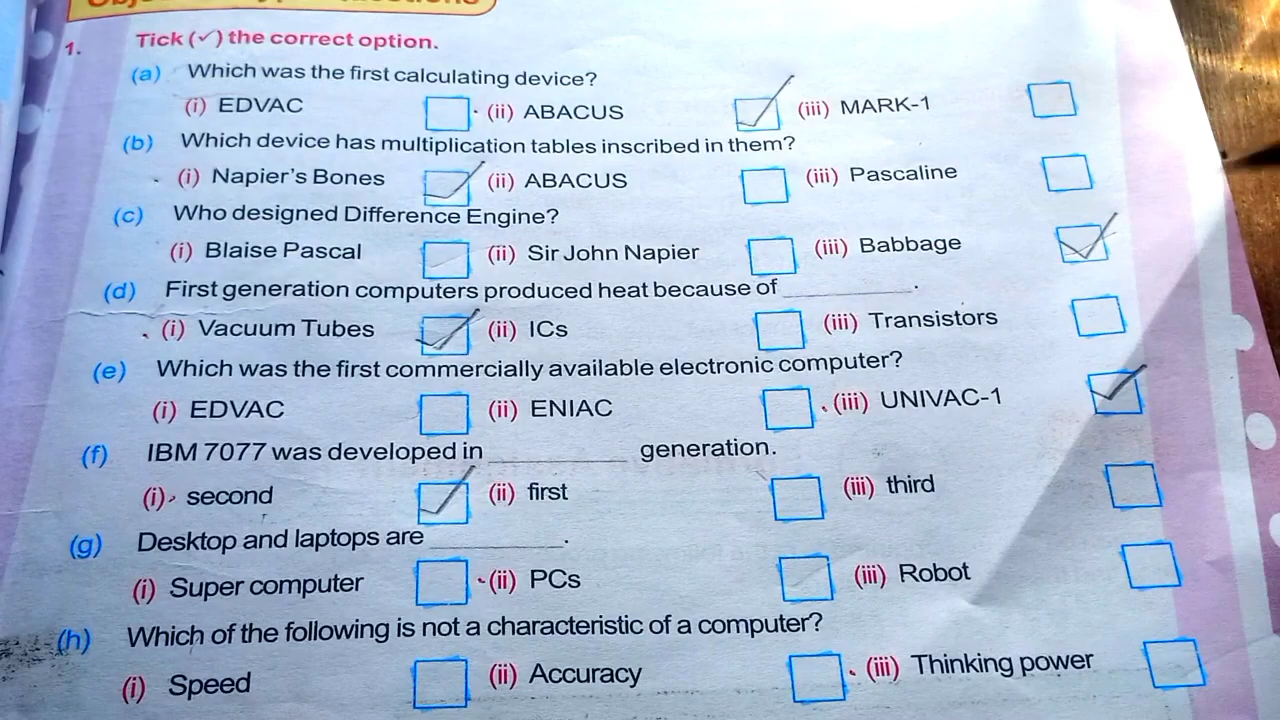 1. Tick (✓) the correct option.
(a) Which was the first calculating device?
(i) EDVAC (ii) ABACUS (iii) MARK-1
(b) Which device has multiplication tables inscribed in them?
(i) Napier's Bones (ii) ABACUS (iii) Pascaline
(c) Who designed Difference Engine?
(i) Blaise Pascal (ii) Sir John Napier (iii) Babbage
(d) First generation computers produced heat because of ____________.
(i) Vacuum Tubes (ii) ICs (iii) Transistors
(e) Which was the first commercially available electronic computer?
(i) EDVAC (ii) ENIAC (iii) UNIVAC-1
(f) IBM 7077 was developed in ____________ generation.
(i) second (ii) first (iii) third
(g) Desktop and laptops are ____________.
(i) Super computer (ii) PCs (iii) Robot
(h) Which of the following is not a characteristic of a computer?
(i) Speed (ii) Accuracy (iii) Thinking power